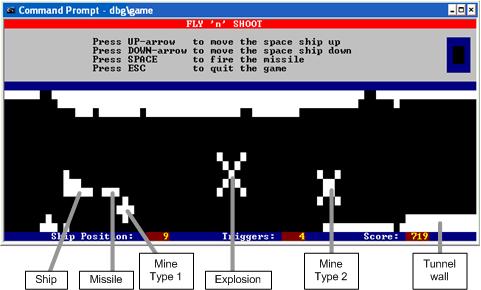 Command Prompt - dbg\game
FLY 'n' SHOOT
Press UP-arrow to move the space ship up
Press DOWN-arrow to move the space ship down
Press SPACE to fire the missile
Press ESC to quit the game
Ship Position: 9 Triggers: 4 Score: 719
Ship
Missile
Mine
Type 1
Explosion
Mine
Type 2
Tunnel
wall